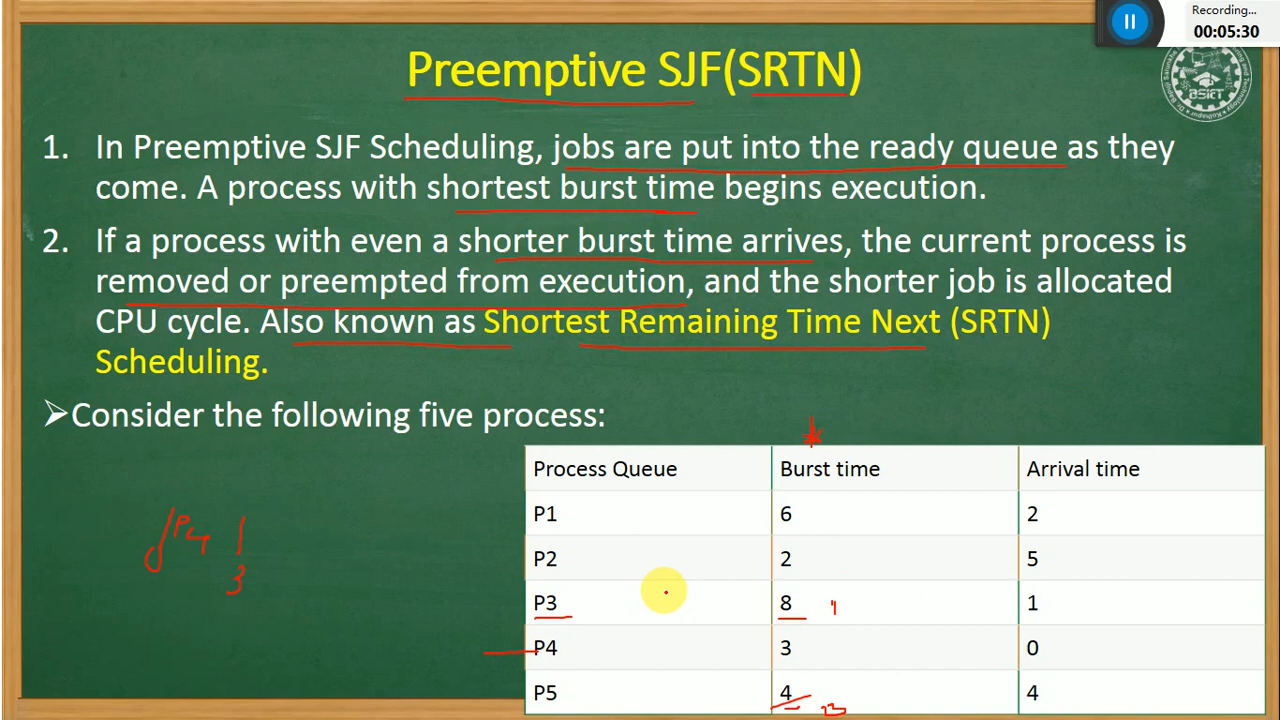 Recording...
00:05:30
Preemptive SJF(SRTN)
BSIET
1. In Preemptive SJF Scheduling, jobs are put into the ready queue as they
come. A process with shortest burst time begins execution.
2. If a process with even a shorter burst time arrives, the current process is
removed or preempted from execution, and the shorter job is allocated
CPU cycle. Also known as Shortest Remaining Time Next (SRTN)
Scheduling.
➢Consider the following five process:
Process Queue Burst time Arrival time
P1 6 2
P2 2 5
P3 8 1
P4 3 0
P5 4 4
P4 1
3